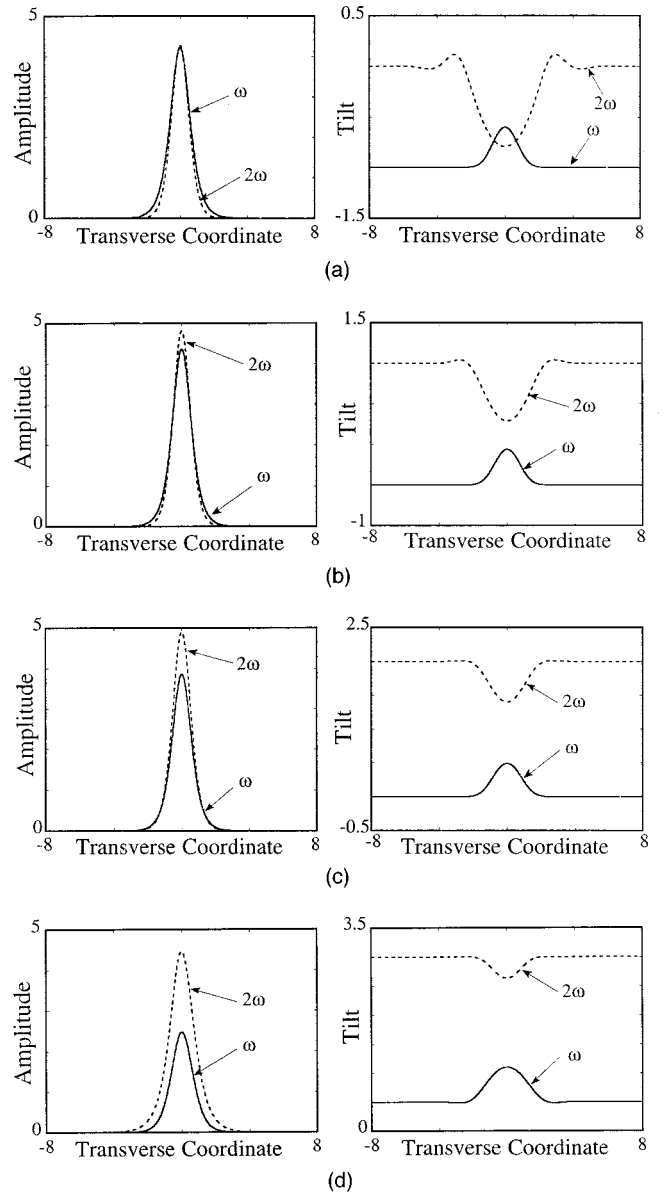 5
Amplitude
ω
2ω
0
-8
Transverse Coordinate
8
0.5
Tilt
2ω
ω
-1.5
-8
Transverse Coordinate
8
(a)
5
Amplitude
2ω
ω
0
-8
Transverse Coordinate
8
1.5
Tilt
2ω
ω
-1
-8
Transverse Coordinate
8
(b)
5
Amplitude
2ω
ω
0
-8
Transverse Coordinate
8
2.5
Tilt
2ω
ω
-0.5
-8
Transverse Coordinate
8
(c)
5
Amplitude
2ω
ω
0
-8
Transverse Coordinate
8
3.5
Tilt
2ω
ω
0
-8
Transverse Coordinate
8
(d)